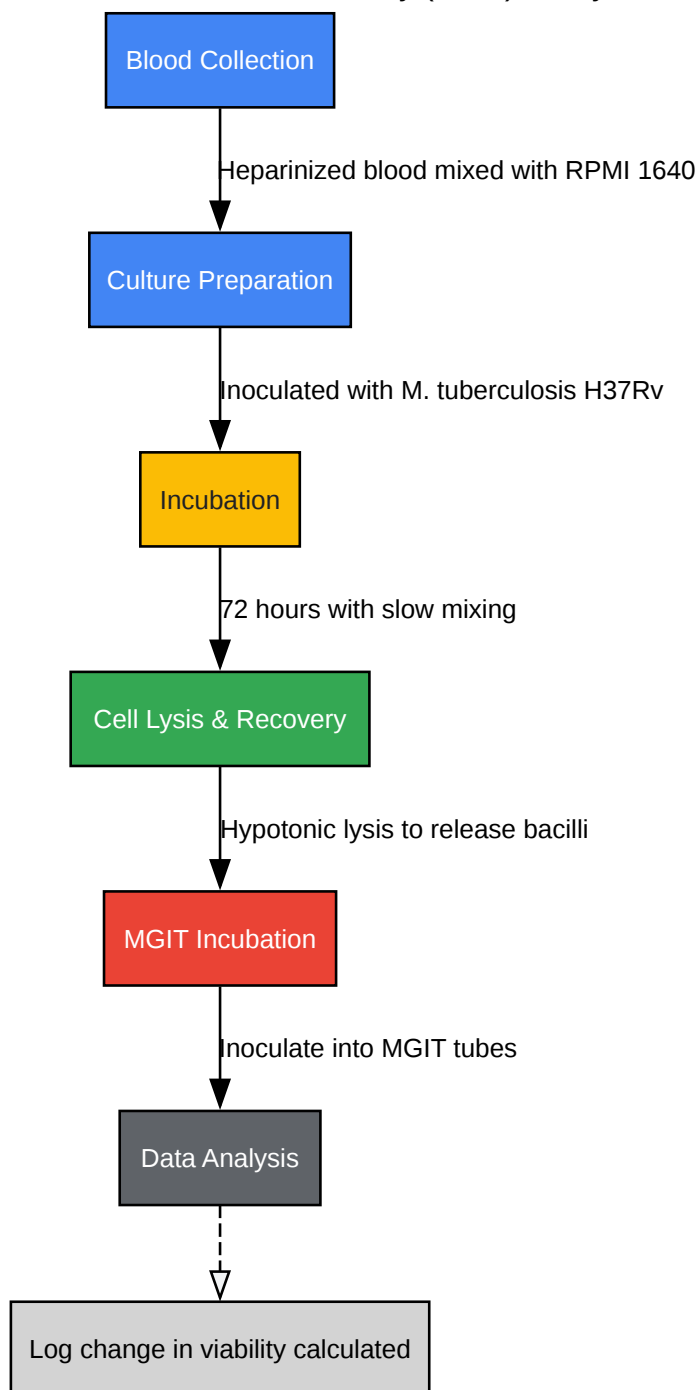 Blood Collection
Heparinized blood mixed with RPMI 1640
Culture Preparation
Inoculated with M. tuberculosis H37Rv
Incubation
72 hours with slow mixing
Cell Lysis & Recovery
Hypotonic lysis to release bacilli
MGIT Incubation
Inoculate into MGIT tubes
Data Analysis
Log change in viability calculated